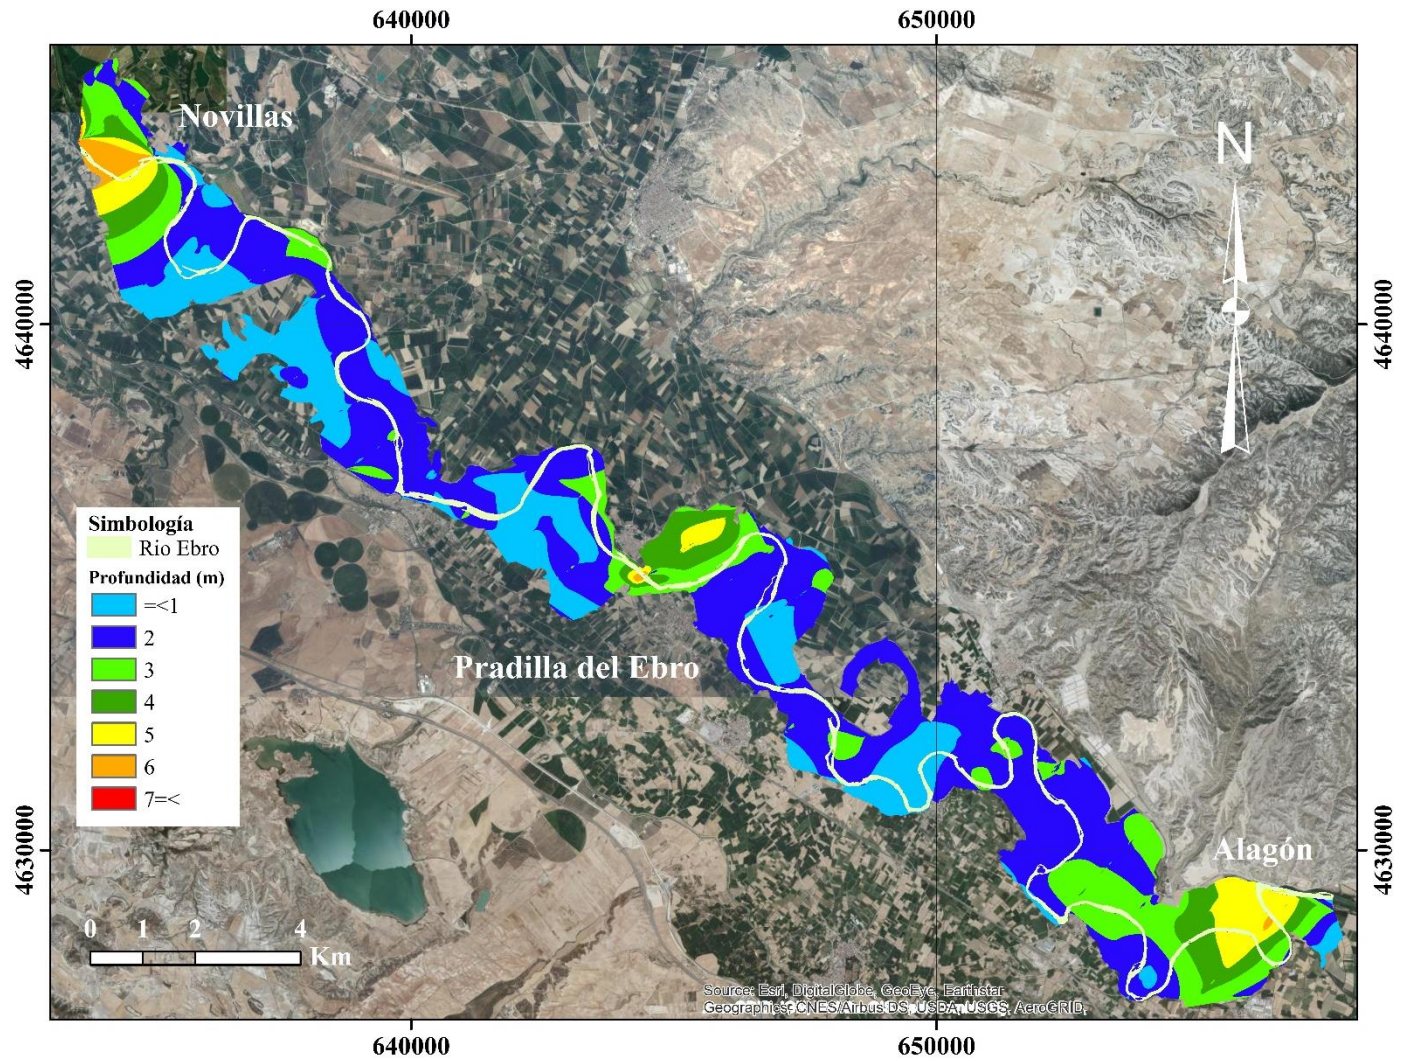 640000 650000
Novillas
N
4640000 4640000
Simbología
Rio Ebro
Profundidad (m)
=<1
2
3
4
5
6
7=<
Pradilla del Ebro
4630000 4630000
Alagón
0 1 2 4
Km
Source: Esri, DigitalGlobe, GeoEye, Earthstar
Geographics, CNES/Airbus DS, USDA, USGS, AeroGRID,
640000 650000